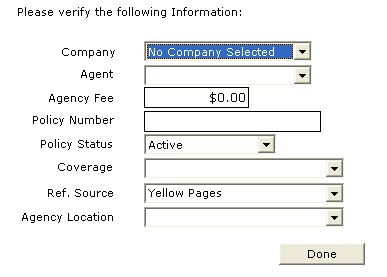 Please verify the following Information:
Company No Company Selected
Agent
Agency Fee $0.00
Policy Number
Policy Status Active
Coverage
Ref. Source Yellow Pages
Agency Location
Done